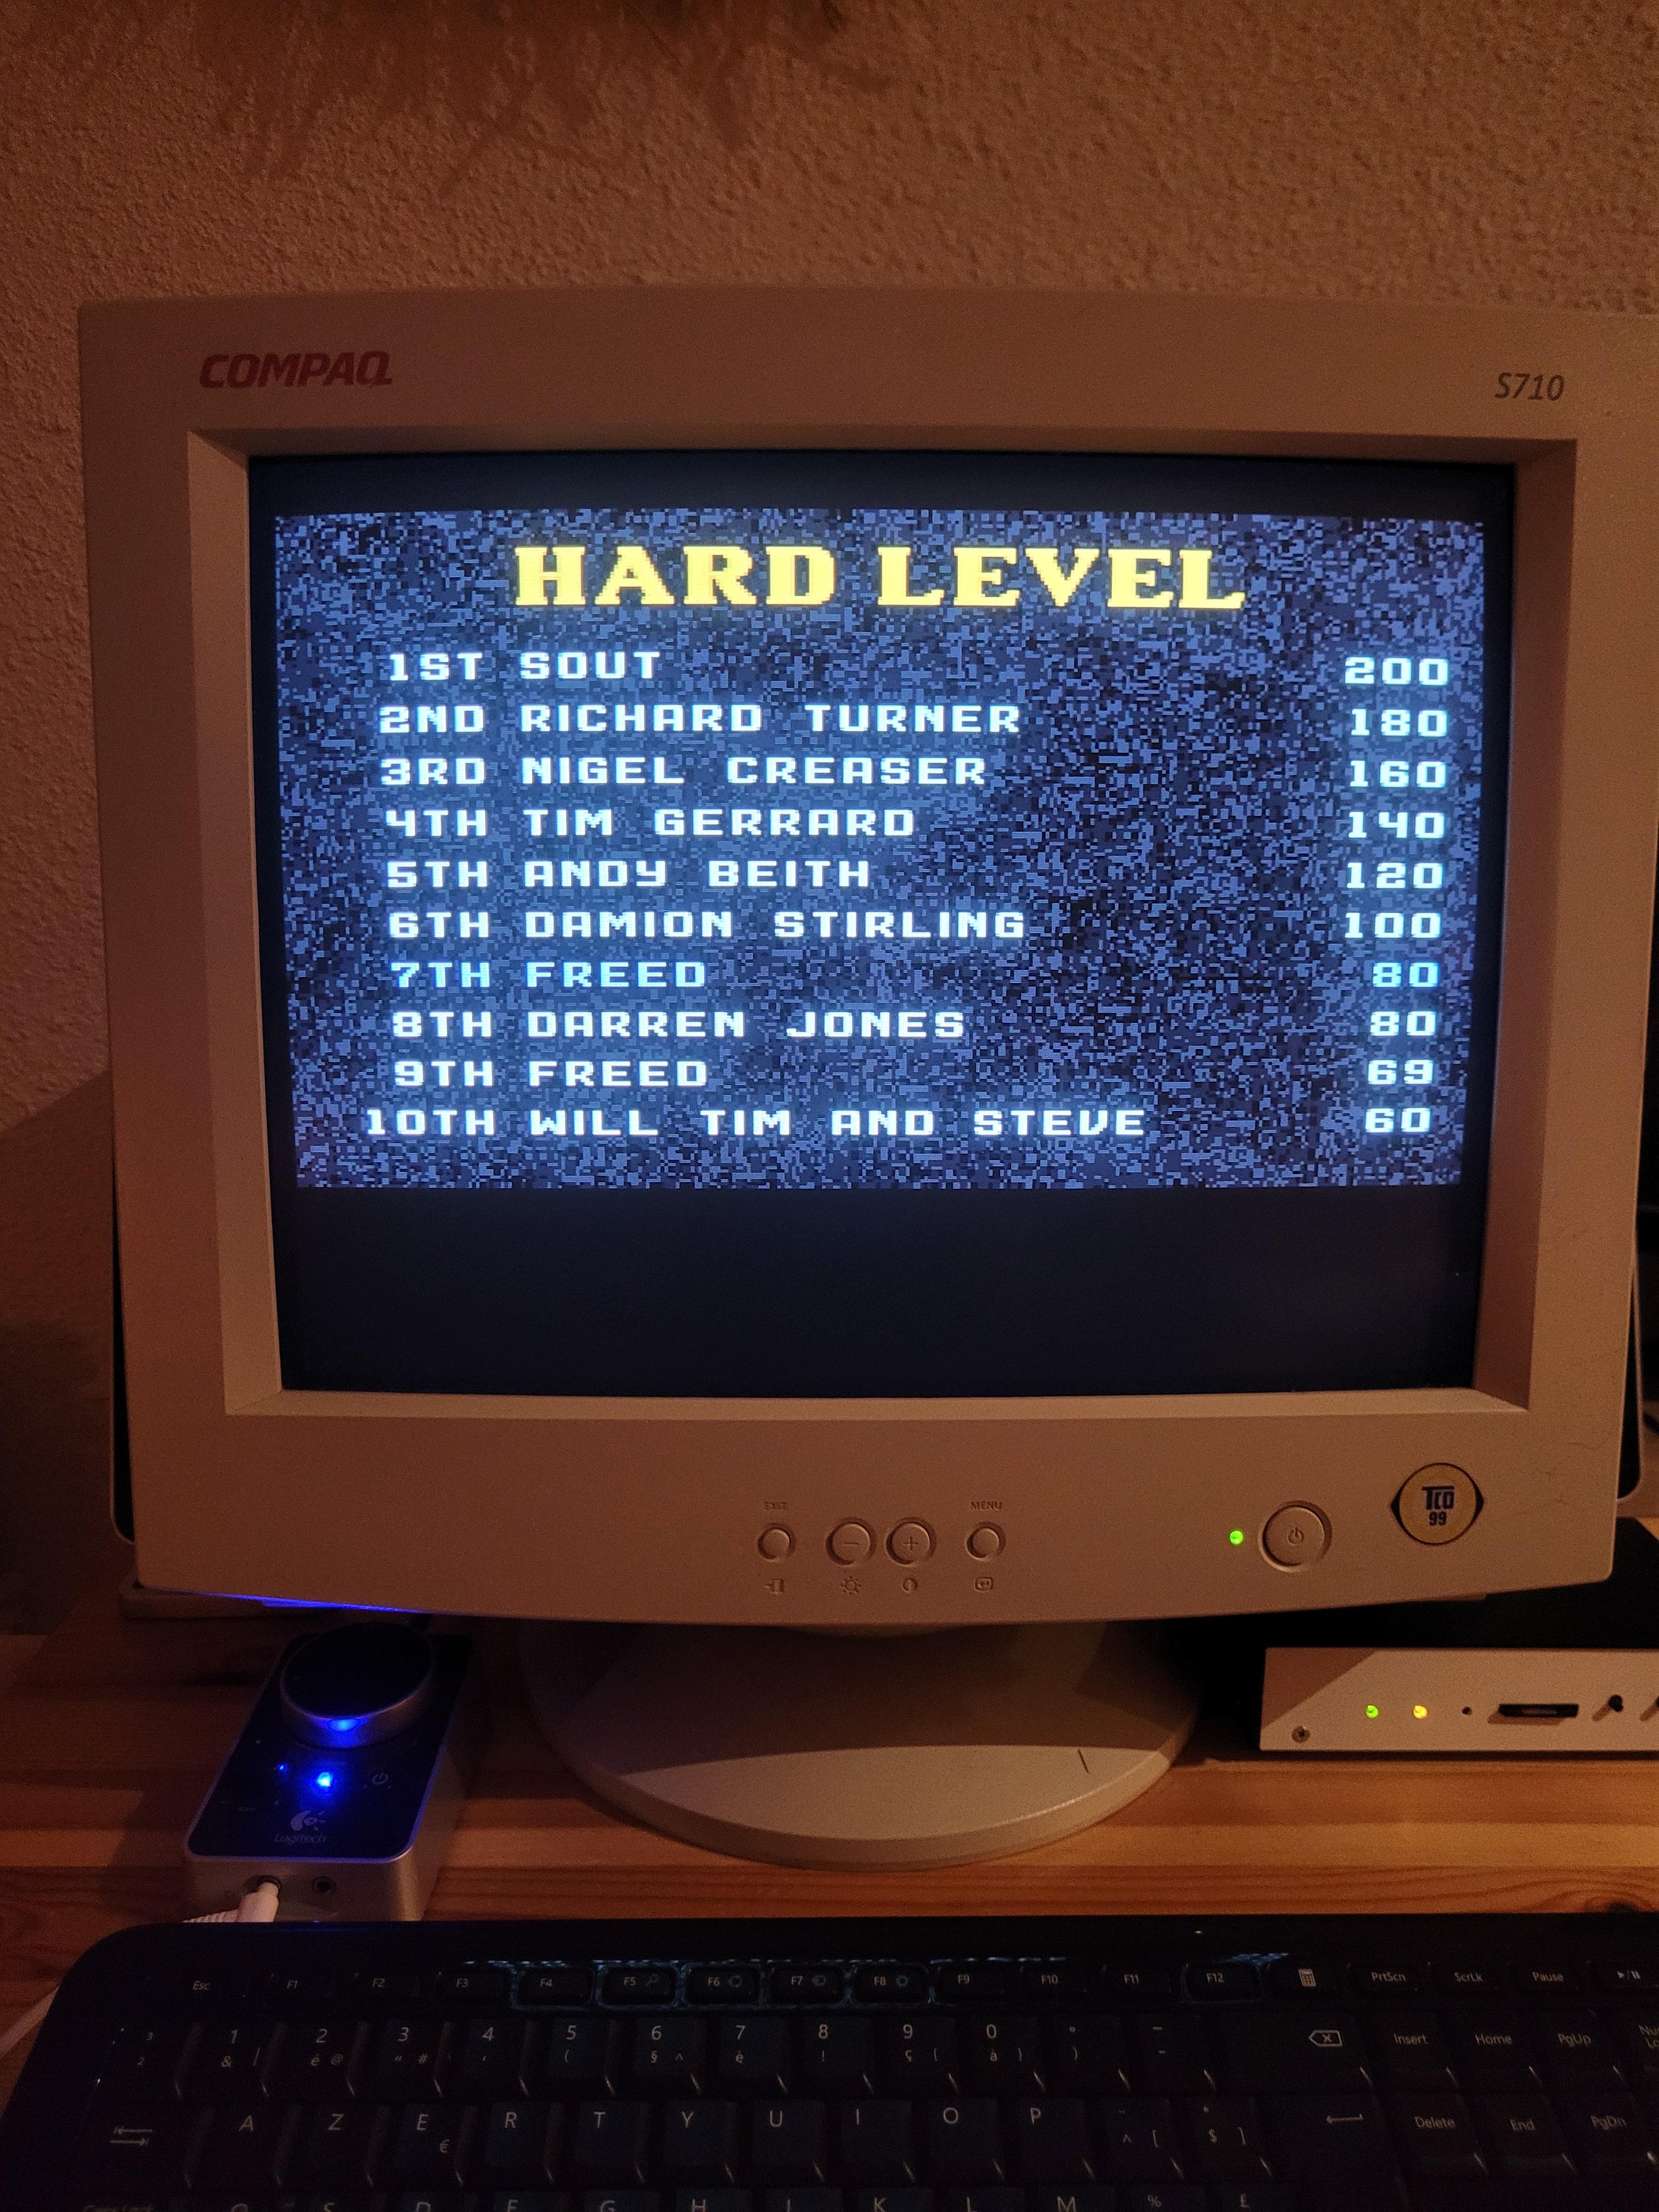 COMPAQ
S710
HARD LEVEL
1ST SOUT 200
2ND RICHARD TURNER 180
3RD NIGEL CREASER 160
4TH TIM GERRARD 140
5TH ANDY BEITH 120
6TH DAMION STIRLING 100
7TH FREED 80
8TH DARREN JONES 80
9TH FREED 69
10TH WILL TIM AND STEVE 60
EXIT MENU
TCO
99
Logitech
Esc F1 F2 F3 F4 F5 F6 F7 F8 F9 F10 F11 F12 PrtScn ScrLk Pause
3 1 2 3 4 5 6 7 8 9 0 ° _
2 & | é @ " # ' ( § ^ è ! ç { à } ) - Insert Home PgUp
A Z E R T Y U I O P ¨ *
€ ^ [ $ ] Delete End PgDn
Q S D F G H J K L M % £